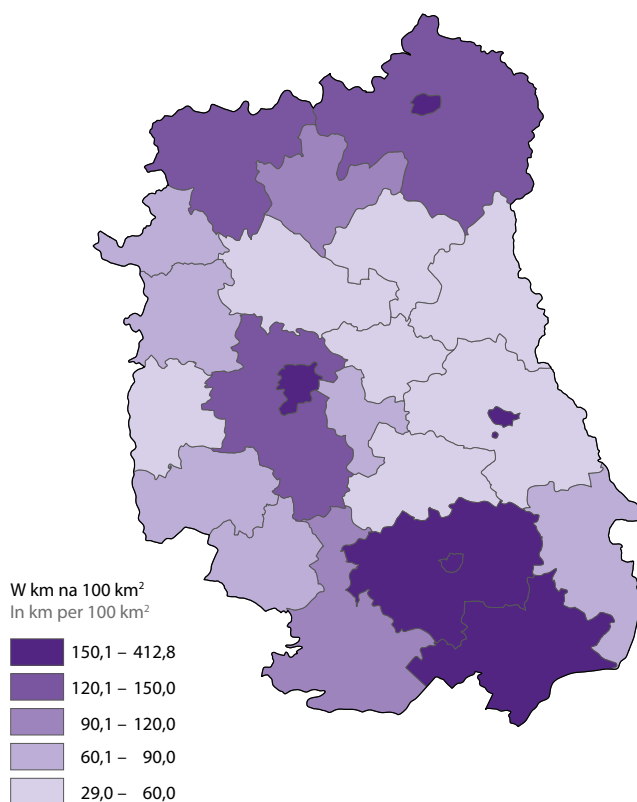 W km na 100 km²
In km per 100 km²
150,1 – 412,8
120,1 – 150,0
90,1 – 120,0
60,1 – 90,0
29,0 – 60,0